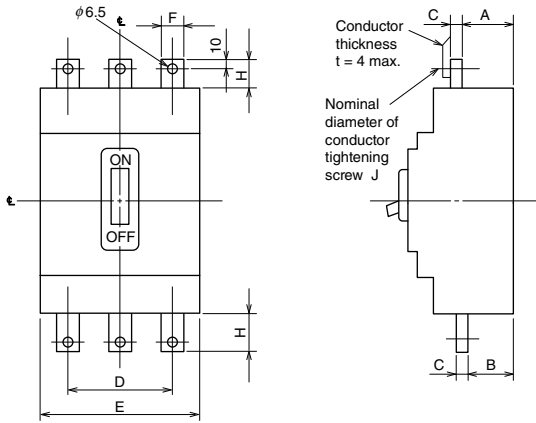 φ6.5
℄
F
10
H
ON
OFF
℄
H
D
E
Conductor
thickness
t = 4 max.
C
A
Nominal
diameter of
conductor
tightening
screw J
C
B